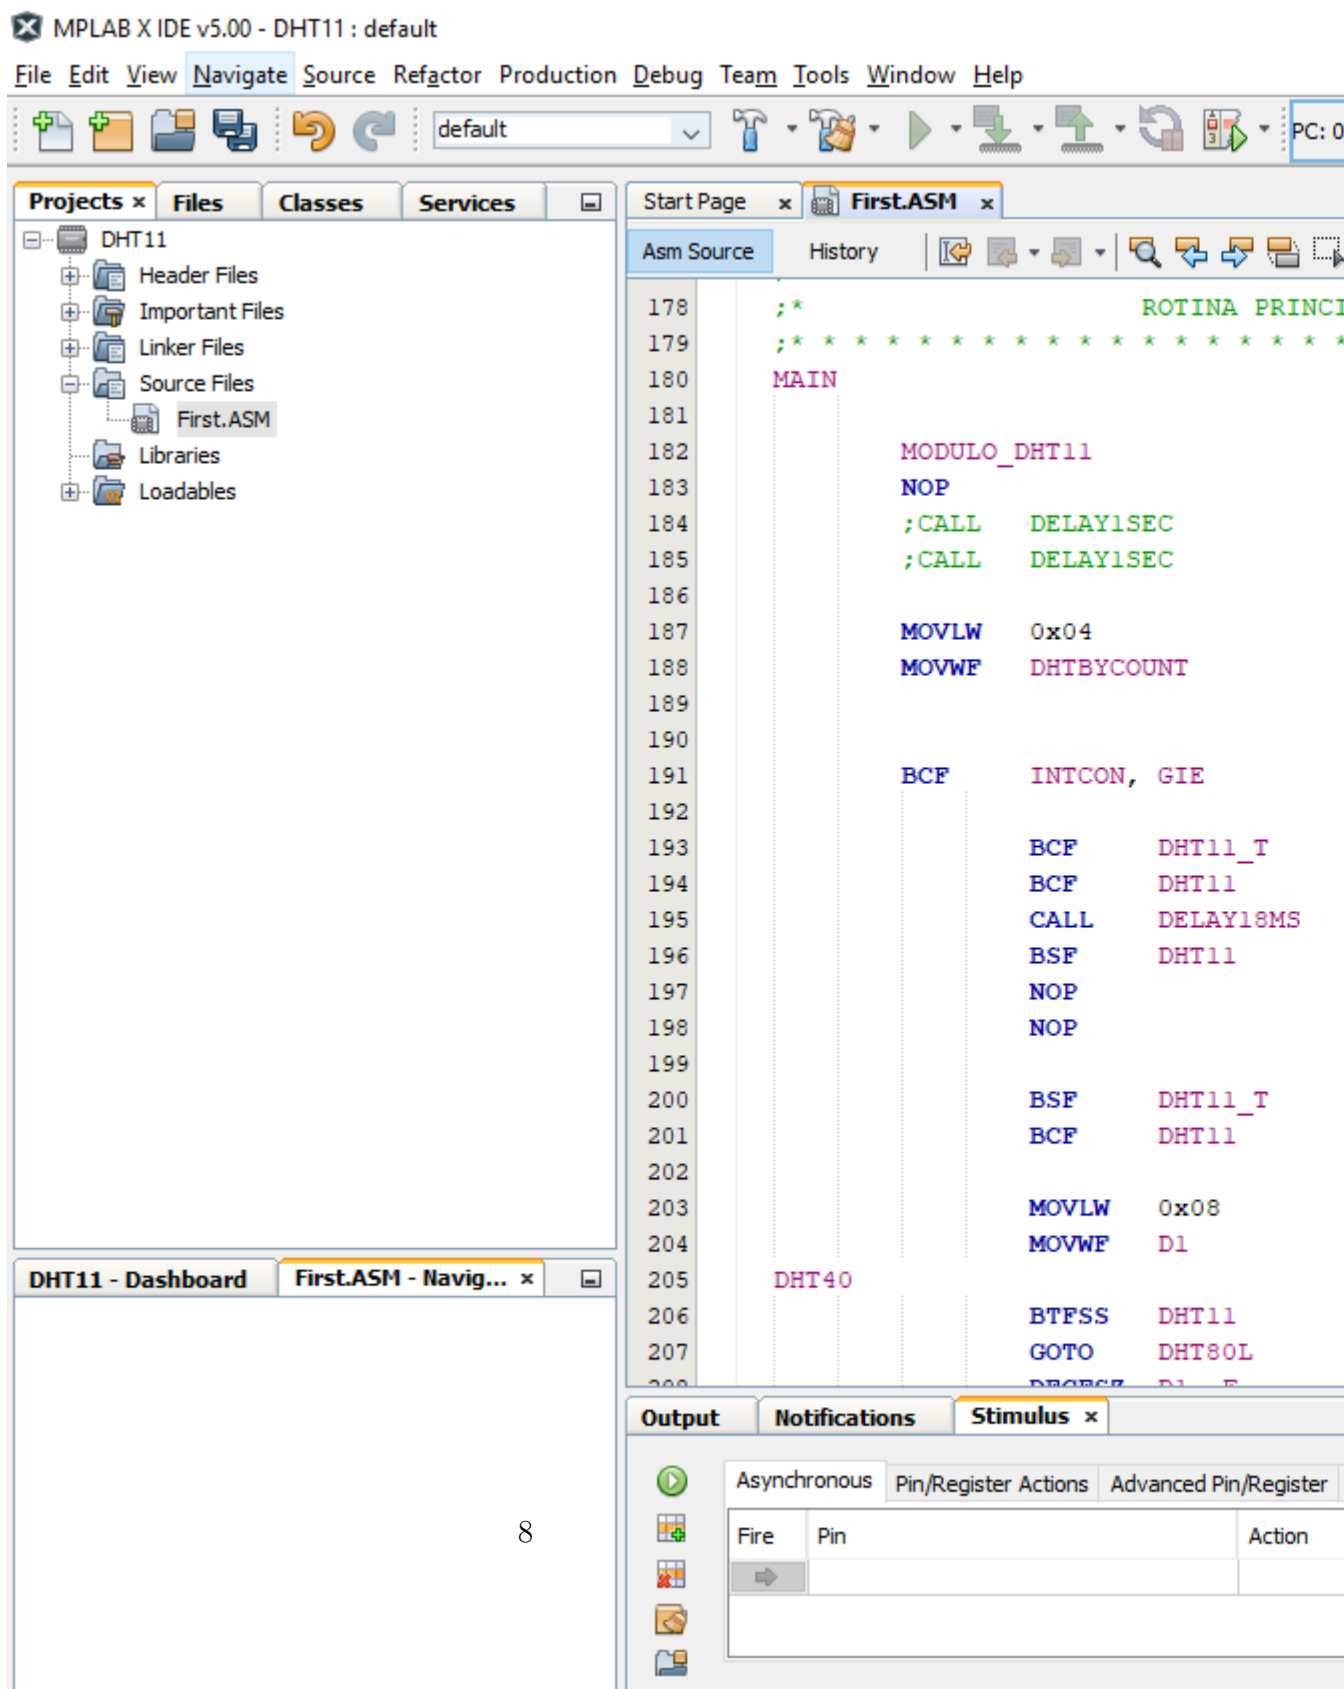 MPLAB X IDE v5.00 - DHT11 : default
File Edit View Navigate Source Refactor Production Debug Team Tools Window Help
default
PC: 0
Projects Files Classes Services
DHT11
Header Files
Important Files
Linker Files
Source Files
First.ASM
Libraries
Loadables
Start Page First.ASM
Asm Source History
178 ;* ROTINA PRINCI
179 ;* * * * * * * * * * * * * * * * * *
180 MAIN
181
182 MODULO_DHT11
183 NOP
184 ;CALL DELAY1SEC
185 ;CALL DELAY1SEC
186
187 MOVLW 0x04
188 MOVWF DHTBYCOUNT
189
190
191 BCF INTCON, GIE
192
193 BCF DHT11_T
194 BCF DHT11
195 CALL DELAY18MS
196 BSF DHT11
197 NOP
198 NOP
199
200 BSF DHT11_T
201 BCF DHT11
202
203 MOVLW 0x08
204 MOVWF D1
205 DHT40
206 BTFSS DHT11
207 GOTO DHT80L
DHT11 - Dashboard First.ASM - Navig...
8
Output Notifications Stimulus
Asynchronous Pin/Register Actions Advanced Pin/Register
Fire Pin Action